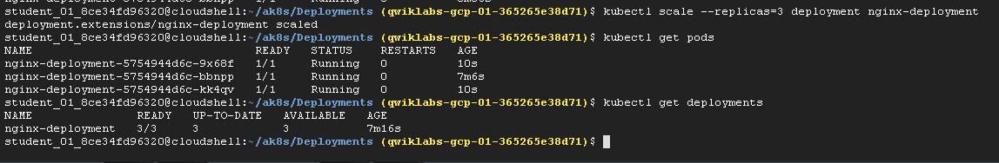 student_01_8ce34fd96320@cloudshell:~/ak8s/Deployments (qwiklabs-gcp-01-365265e38d71)$ kubectl scale --replicas=3 deployment nginx-deployment
deployment.extensions/nginx-deployment scaled
student_01_8ce34fd96320@cloudshell:~/ak8s/Deployments (qwiklabs-gcp-01-365265e38d71)$ kubectl get pods
NAME READY STATUS RESTARTS AGE
nginx-deployment-5754944d6c-9x68f 1/1 Running 0 10s
nginx-deployment-5754944d6c-bbnpp 1/1 Running 0 7m6s
nginx-deployment-5754944d6c-kk4qv 1/1 Running 0 10s
student_01_8ce34fd96320@cloudshell:~/ak8s/Deployments (qwiklabs-gcp-01-365265e38d71)$ kubectl get deployments
NAME READY UP-TO-DATE AVAILABLE AGE
nginx-deployment 3/3 3 3 7m16s
student_01_8ce34fd96320@cloudshell:~/ak8s/Deployments (qwiklabs-gcp-01-365265e38d71)$